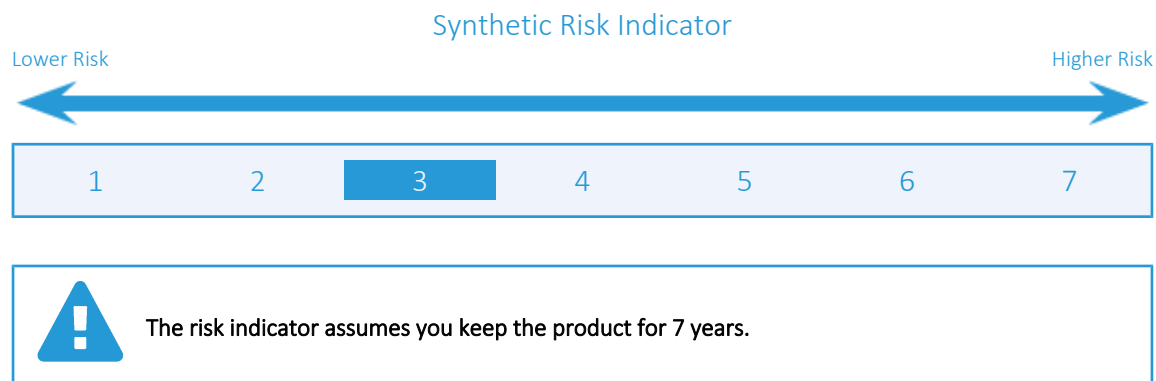 Synthetic Risk Indicator
Lower Risk Higher Risk
1 2 3 4 5 6 7
The risk indicator assumes you keep the product for 7 years.